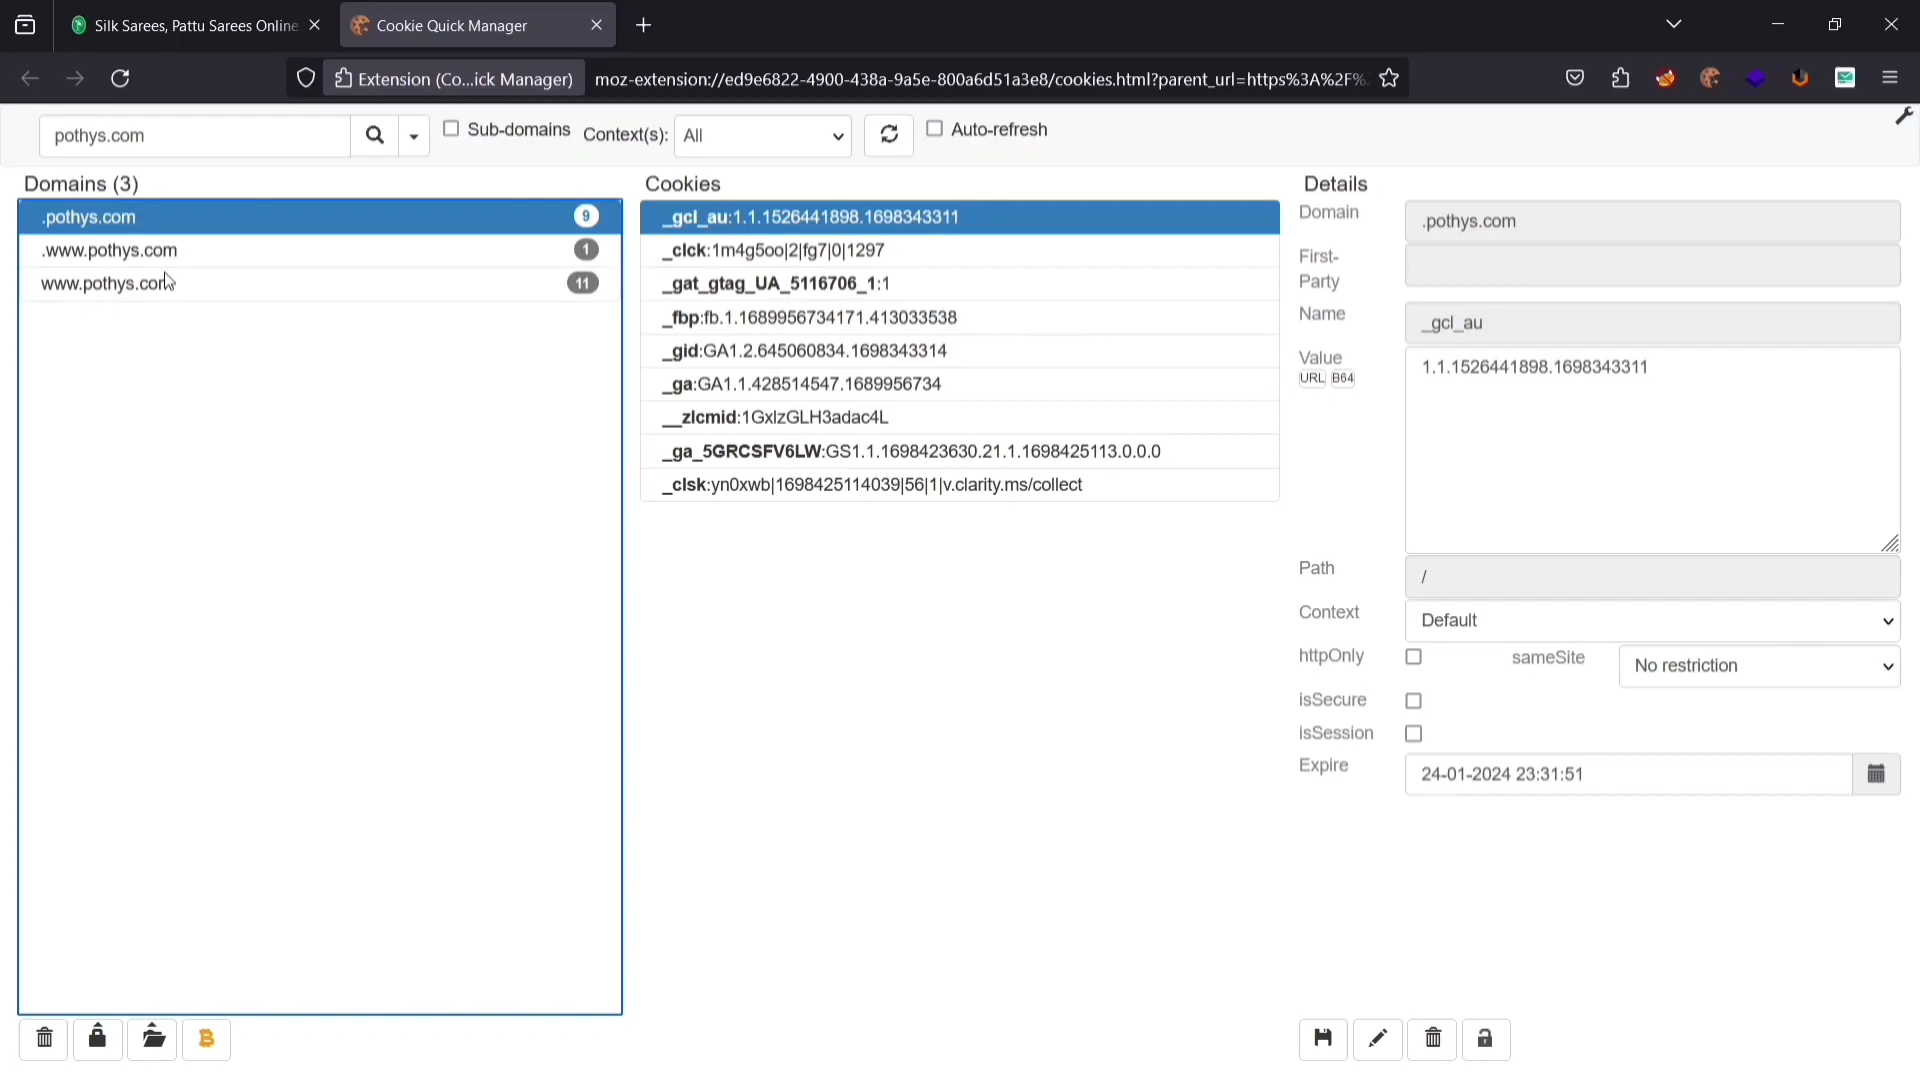 Silk Sarees, Pattu Sarees Online
Cookie Quick Manager
Extension (Co...ick Manager)
moz-extension://ed9e6822-4900-438a-9a5e-800a6d51a3e8/cookies.html?parent_url=https%3A%2F%
pothys.com
Sub-domains
Context(s):
All
Auto-refresh
Domains (3)
.pothys.com 9
.www.pothys.com 1
www.pothys.com 11
Cookies
_gcl_au:1.1.1526441898.1698343311
_clck:1m4g5oo|2|fg7|0|1297
_gat_gtag_UA_5116706_1:1
_fbp:fb.1.1689956734171.413033538
_gid:GA1.2.645060834.1698343314
_ga:GA1.1.428514547.1689956734
__zlcmid:1GxlzGLH3adac4L
_ga_5GRCSFV6LW:GS1.1.1698423630.21.1.1698425113.0.0.0
_clsk:yn0xwb|1698425114039|56|1|v.clarity.ms/collect
Details
Domain
.pothys.com
First-
Party
Name
_gcl_au
Value
URL B64
1.1.1526441898.1698343311
Path
/
Context
Default
httpOnly
sameSite
No restriction
isSecure
isSession
Expire
24-01-2024 23:31:51